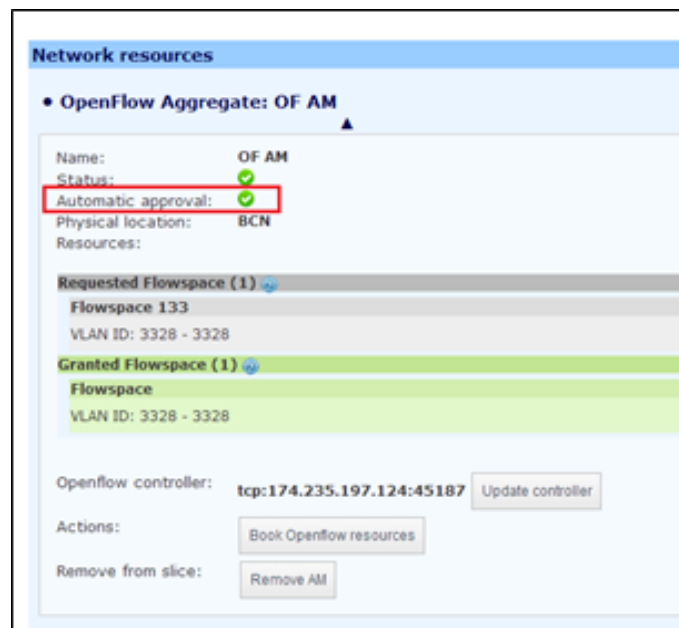 Network resources
• OpenFlow Aggregate: OF AM
Name: OF AM
Status:
Automatic approval:
Physical location: BCN
Resources:
Requested Flowspace (1)
Flowspace 133
VLAN ID: 3328 - 3328
Granted Flowspace (1)
Flowspace
VLAN ID: 3328 - 3328
Openflow controller: tcp:174.235.197.124:45187 Update controller
Actions: Book Openflow resources
Remove from slice: Remove AM